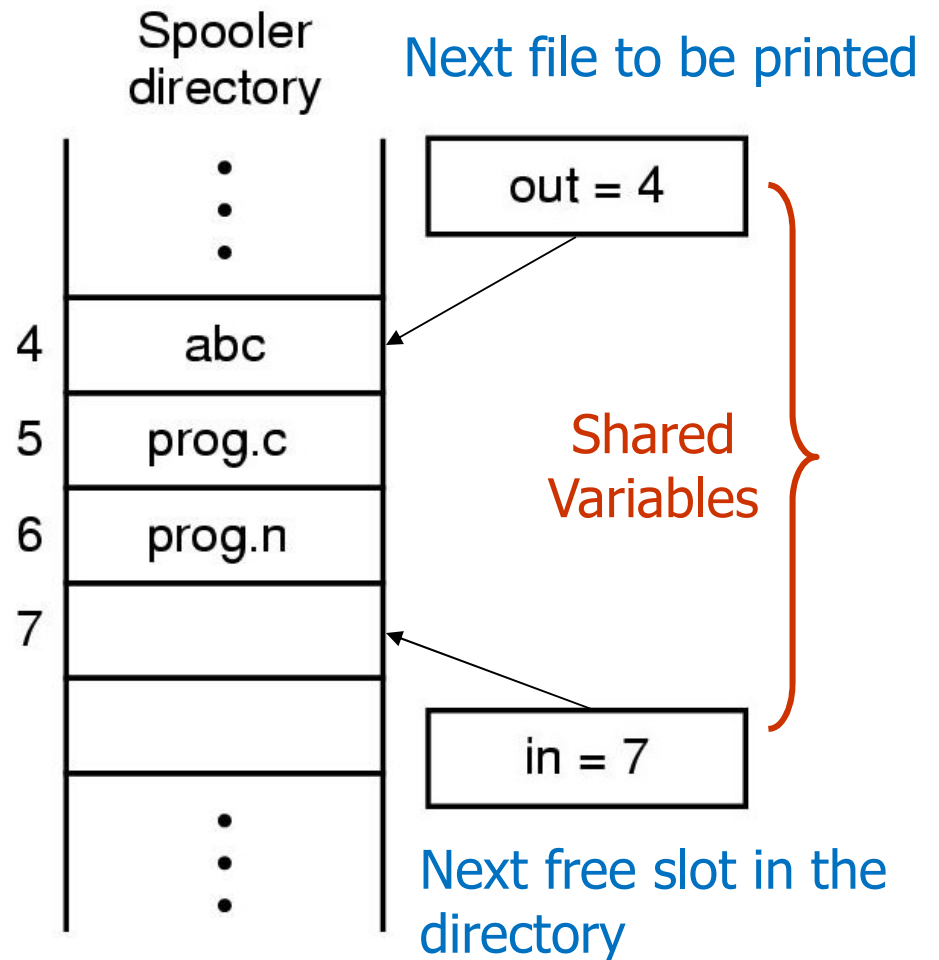 Spooler
directory
Next file to be printed
out = 4
4
abc
5
prog.c
Shared
Variables
6
prog.n
7
in = 7
Next free slot in the
directory